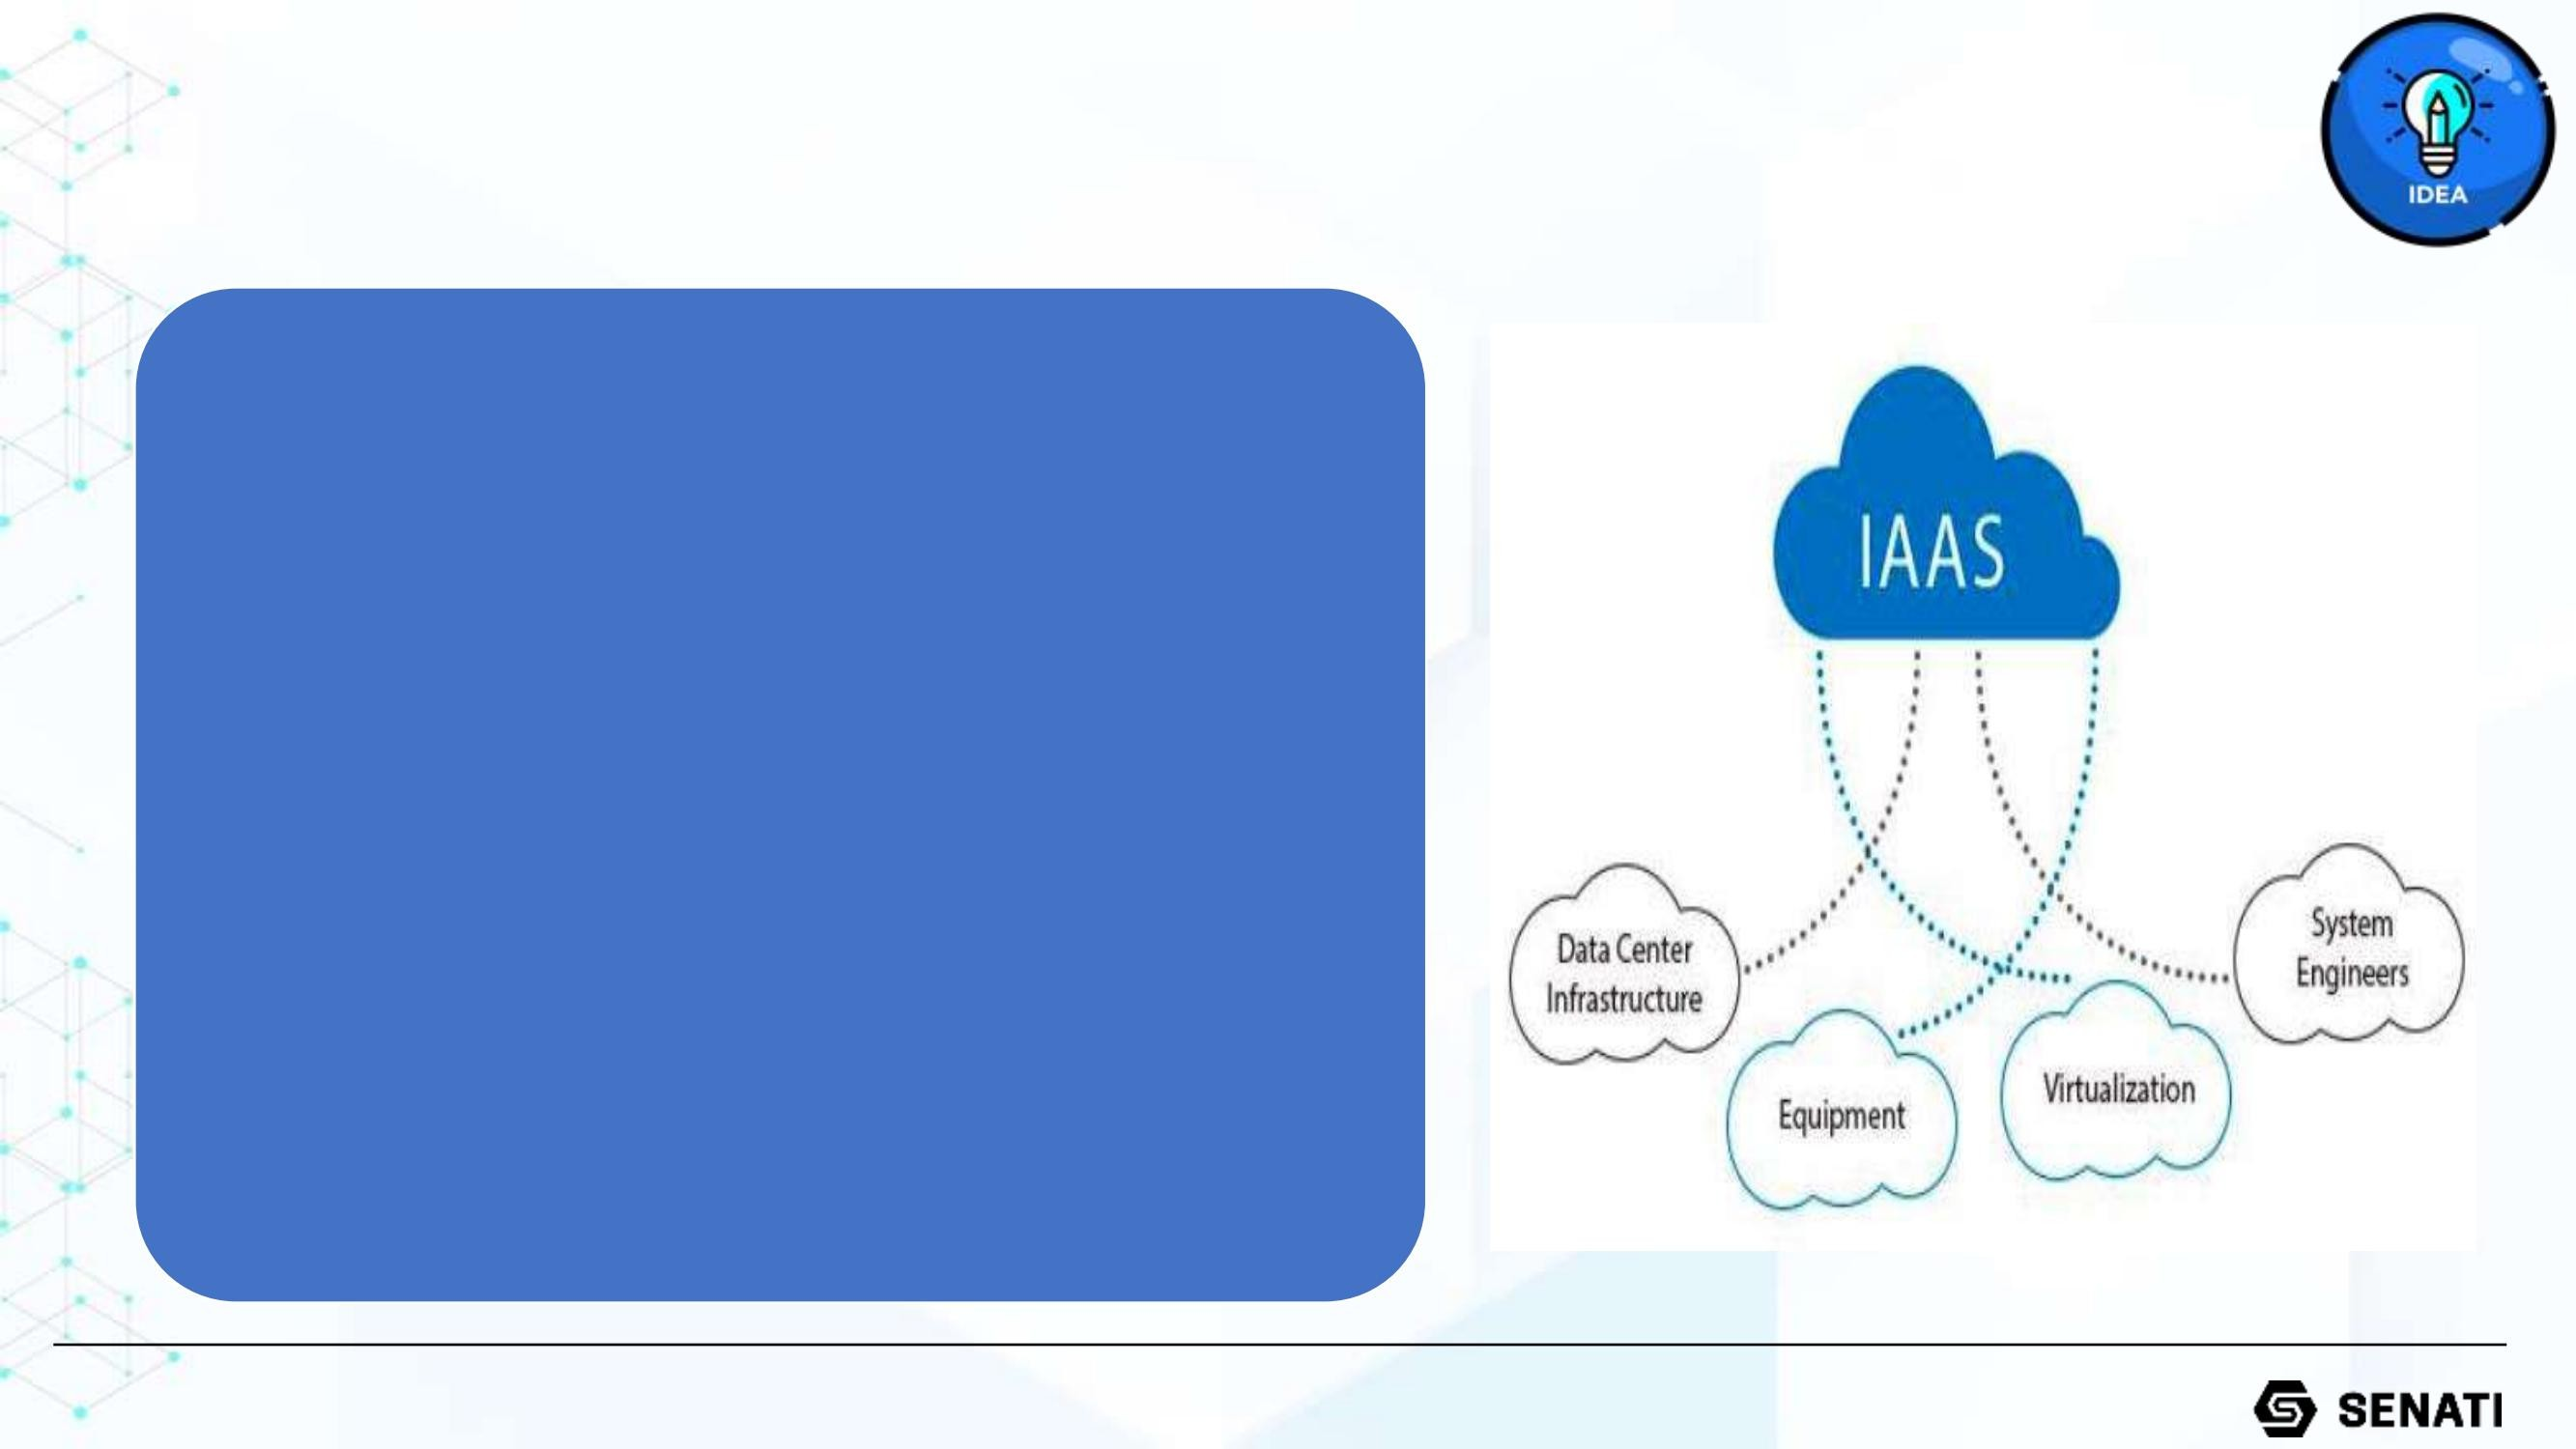 IDEA
IAAS
Data Center
Infrastructure
Equipment
Virtualization
System
Engineers
SENATI